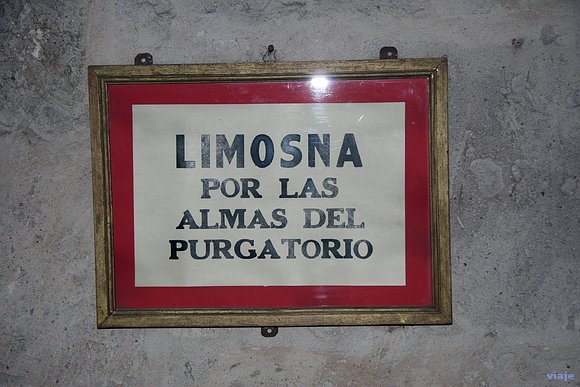 LIMOSNA
POR LAS
ALMAS DEL
PURGATORIO
viaje